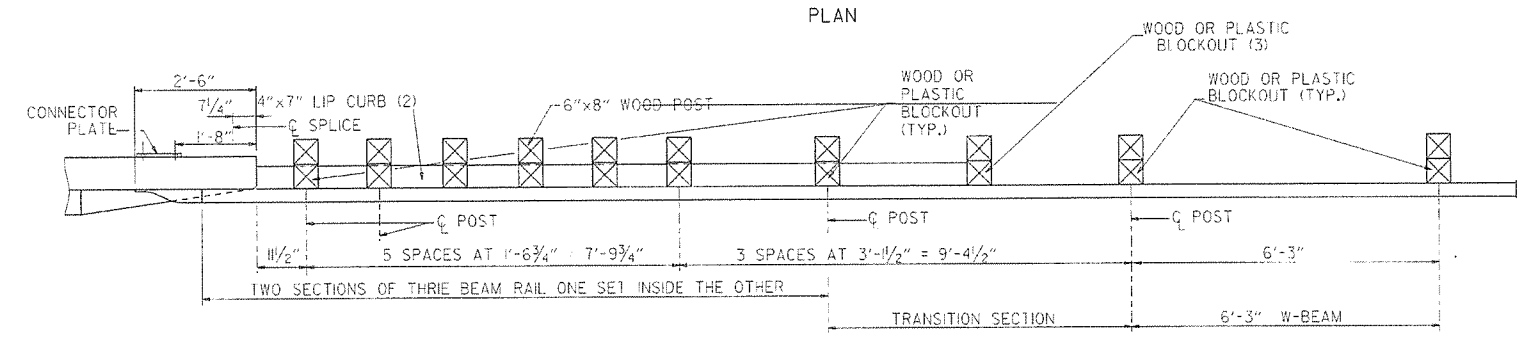 PLAN
WOOD OR PLASTIC
BLOCKOUT (3)
2'-6"
7 1/4"
4"x7" LIP CURB (2)
CONNECTOR
PLATE
℄ SPLICE
1'-8"
6"x8" WOOD POST
WOOD OR
PLASTIC
BLOCKOUT
(TYP.)
WOOD OR PLASTIC
BLOCKOUT (TYP.)
℄ POST
℄ POST
℄ POST
11 1/2"
5 SPACES AT 1'-6 3/4" = 7'-9 3/4"
3 SPACES AT 3'-1 1/2" = 9'-4 1/2"
6'-3"
TWO SECTIONS OF THRIE BEAM RAIL ONE SET INSIDE THE OTHER
TRANSITION SECTION
6'-3" W-BEAM